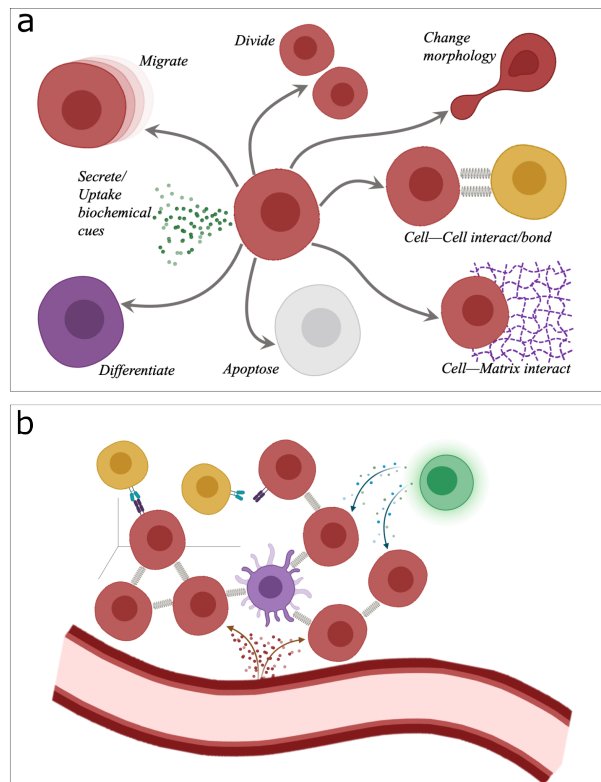 a
Migrate
Divide
Change
morphology
Secrete/
Uptake
biochemical
cues
Cell—Cell interact/bond
Differentiate
Apoptose
Cell—Matrix interact
b